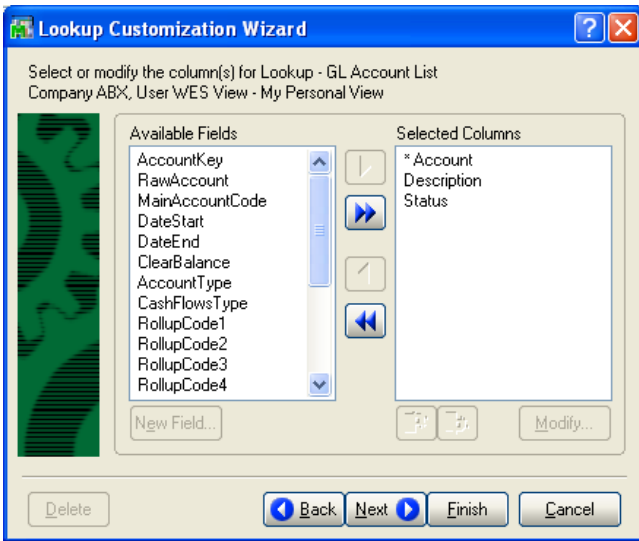 Lookup Customization Wizard
Select or modify the column(s) for Lookup - GL Account List
Company ABX, User WES View - My Personal View
Available Fields
AccountKey
RawAccount
MainAccountCode
DateStart
DateEnd
ClearBalance
AccountType
CashFlowsType
RollupCode1
RollupCode2
RollupCode3
RollupCode4
New Field...
Selected Columns
* Account
Description
Status
Modify...
Delete
Back
Next
Finish
Cancel